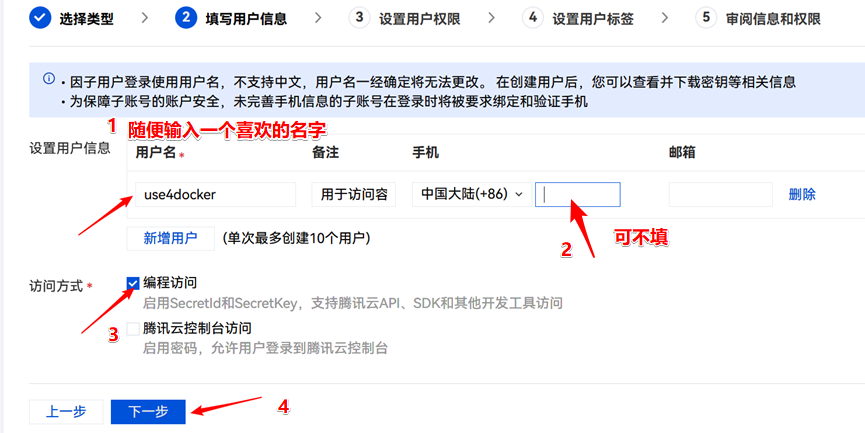 选择类型
2 填写用户信息
3 设置用户权限
4 设置用户标签
5 审阅信息和权限
• 因子用户登录使用用户名，不支持中文，用户名一经确定将无法更改。在创建用户后，您可以查看并下载密钥等相关信息
• 为保障子账号的账户安全，未完善手机信息的子账号在登录时将被要求绑定和验证手机
1 随便输入一个喜欢的名字
设置用户信息
用户名* 备注 手机 邮箱
use4docker 用于访问容 中国大陆(+86) 删除
2 可不填
新增用户 (单次最多创建10个用户)
访问方式*
编程访问
启用SecretId和SecretKey，支持腾讯云API、SDK和其他开发工具访问
3
腾讯云控制台访问
启用密码，允许用户登录到腾讯云控制台
上一步 下一步 4